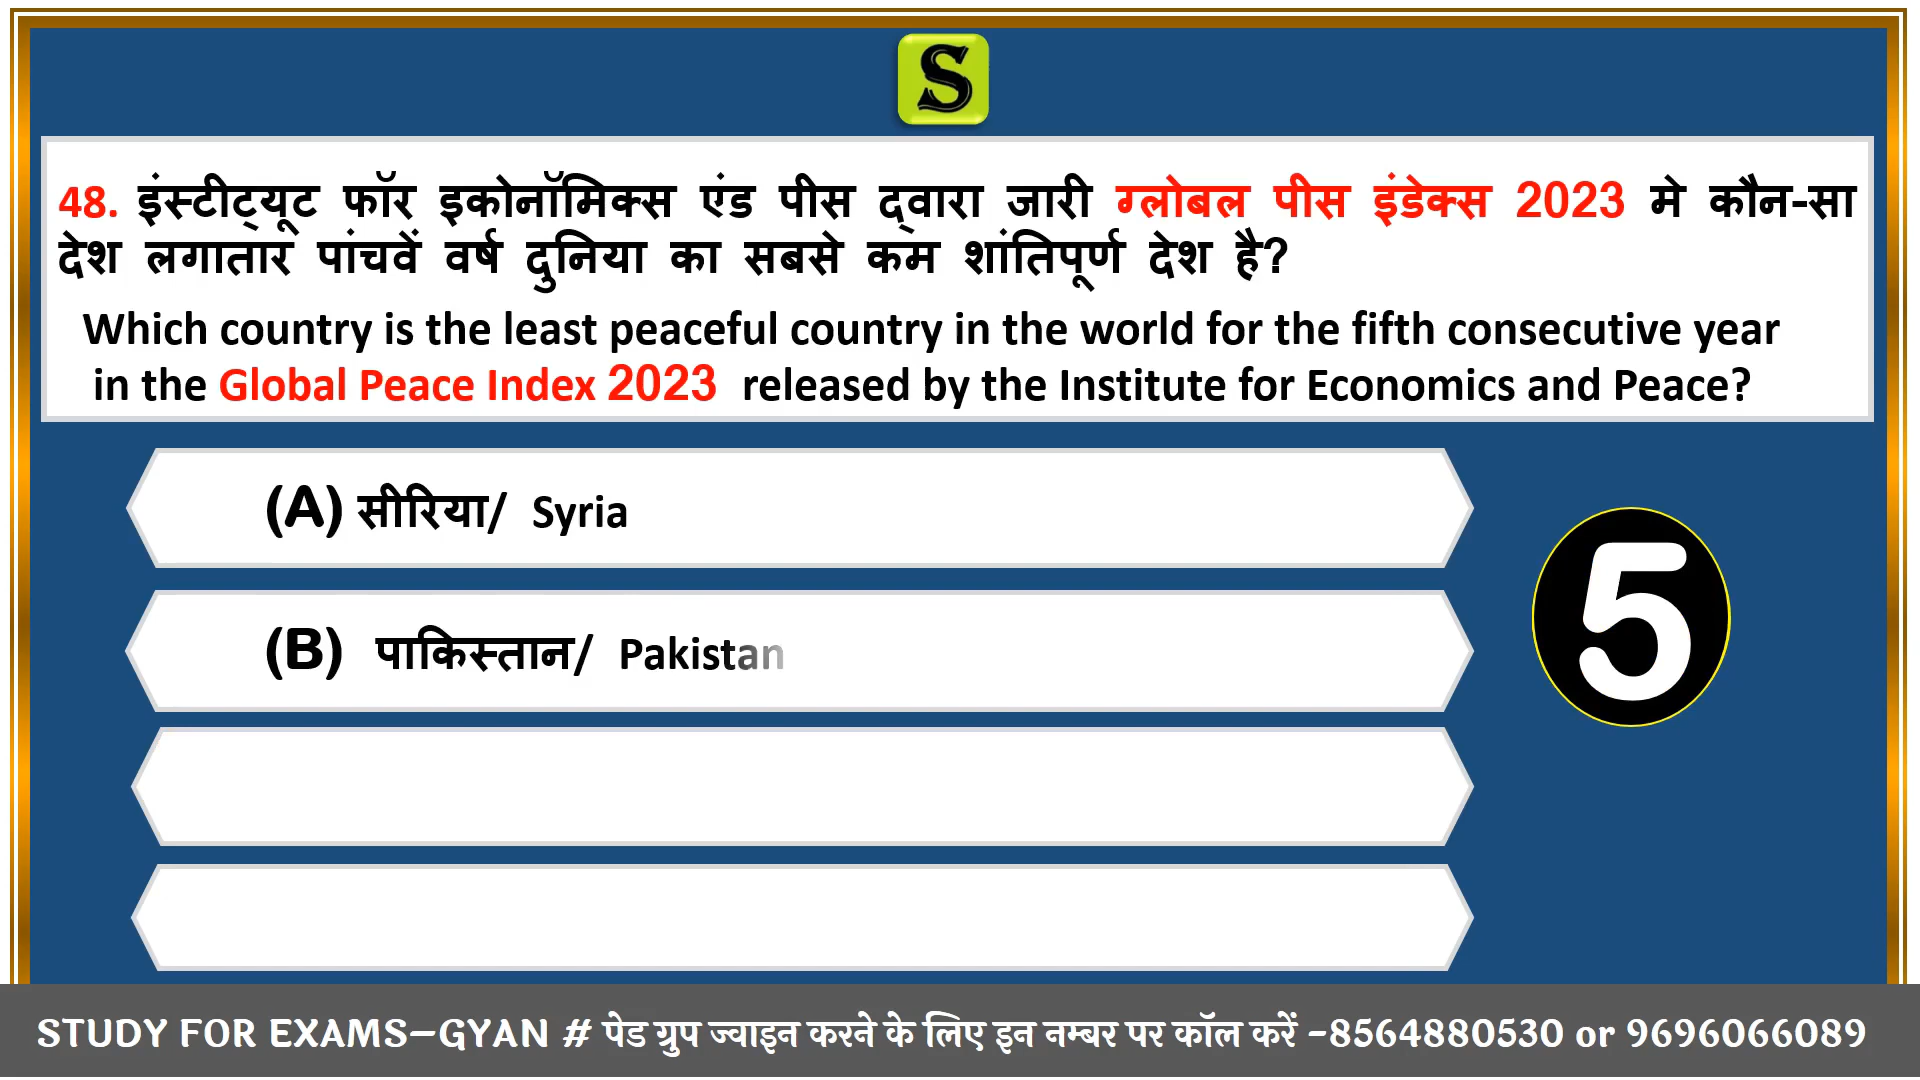 S
48. इंस्टीट्यूट फॉर इकोनॉमिक्स एंड पीस द्वारा जारी ग्लोबल पीस इंडेक्स 2023 मे कौन-सा
देश लगातार पांचवें वर्ष दुनिया का सबसे कम शांतिपूर्ण देश है?
Which country is the least peaceful country in the world for the fifth consecutive year
in the Global Peace Index 2023 released by the Institute for Economics and Peace?
(A) सीरिया/ Syria
(B) पाकिस्तान/ Pakistan
5
STUDY FOR EXAMS–GYAN # पेड ग्रुप ज्वाइन करने के लिए इन नम्बर पर कॉल करें -8564880530 or 9696066089